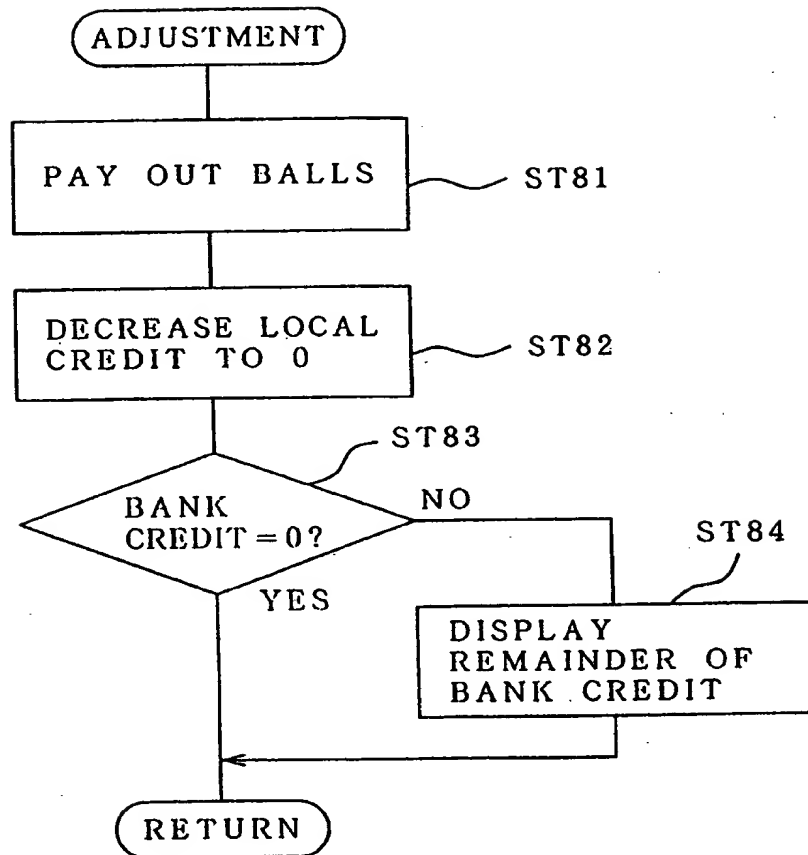 ADJUSTMENT
PAY OUT BALLS
ST81
DECREASE LOCAL
CREDIT TO 0
ST82
ST83
BANK
CREDIT=0?
NO
YES
ST84
DISPLAY
REMAINDER OF
BANK CREDIT
RETURN